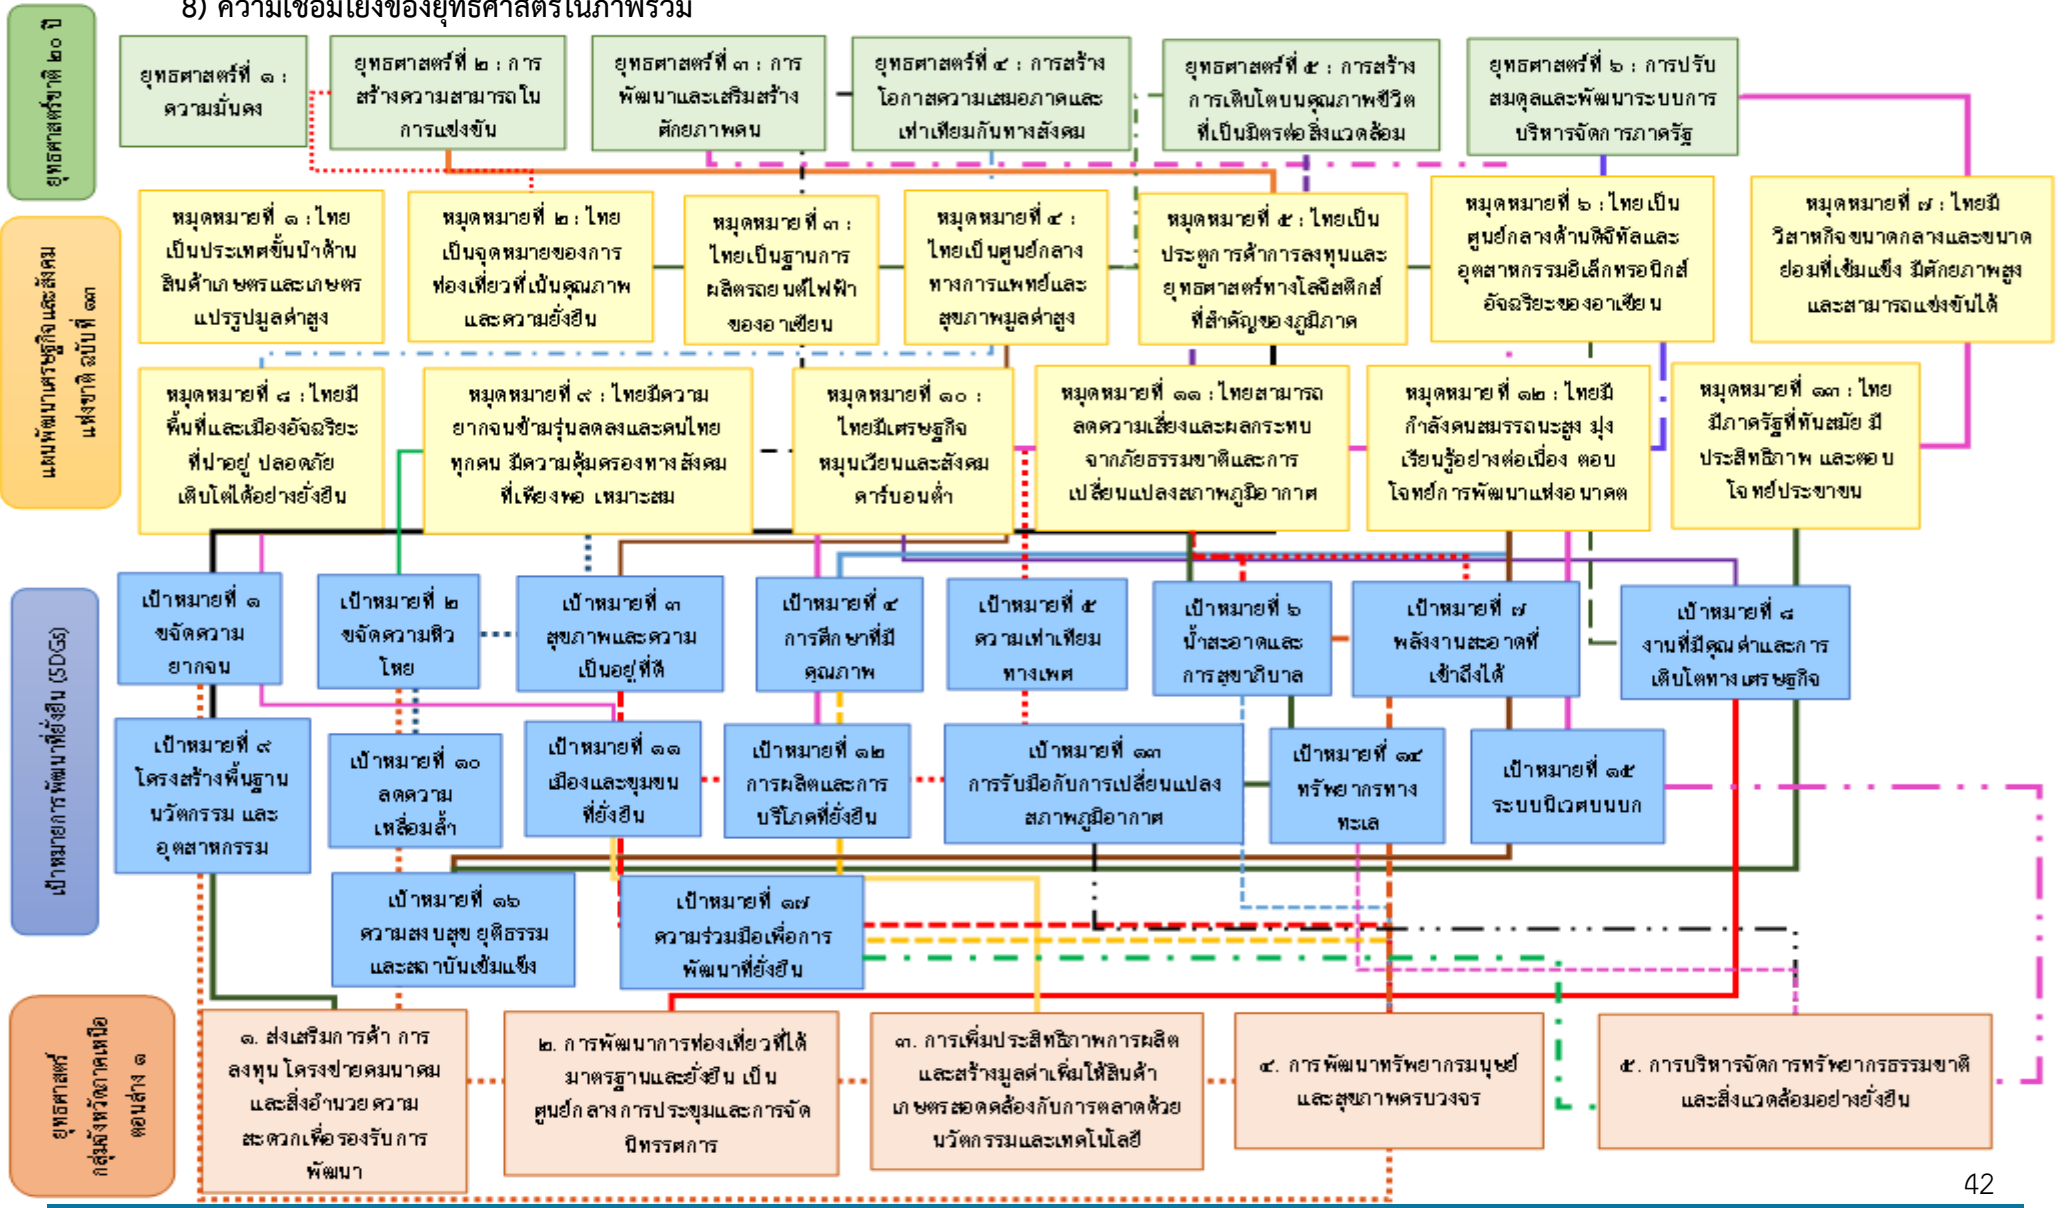 8) ความเชื่อมโยงของยุทธศาสตร์ในภาพรวม
ยุทธศาสตร์ชาติ ๒๐ ปี
ยุทธศาสตร์ที่ ๑ :
ความมั่นคง
ยุทธศาสตร์ที่ ๒ : การ
สร้างความสามารถใน
การแข่งขัน
ยุทธศาสตร์ที่ ๓ : การ
พัฒนาและเสริมสร้าง
ศักยภาพคน
ยุทธศาสตร์ที่ ๔ : การสร้าง
โอกาสความเสมอภาคและ
เท่าเทียมกันทางสังคม
ยุทธศาสตร์ที่ ๕ : การสร้าง
การเติบโตบนคุณภาพชีวิต
ที่เป็นมิตรต่อสิ่งแวดล้อม
ยุทธศาสตร์ที่ ๖ : การปรับ
สมดุลและพัฒนาระบบการ
บริหารจัดการภาครัฐ
แผนพัฒนาเศรษฐกิจและสังคม
แห่งชาติ ฉบับที่ ๑๓
หมุดหมายที่ ๑ : ไทย
เป็นประเทศชั้นนำด้าน
สินค้าเกษตรและเกษตร
แปรรูปมูลค่าสูง
หมุดหมายที่ ๒ : ไทย
เป็นจุดหมายของการ
ท่องเที่ยวที่เน้นคุณภาพ
และความยั่งยืน
หมุดหมายที่ ๓ :
ไทยเป็นฐานการ
ผลิตรถยนต์ไฟฟ้า
ของอาเซียน
หมุดหมายที่ ๔ :
ไทยเป็นศูนย์กลาง
ทางการแพทย์และ
สุขภาพมูลค่าสูง
หมุดหมายที่ ๕ : ไทยเป็น
ประตูการค้าการลงทุนและ
ยุทธศาสตร์ทางโลจิสติกส์
ที่สำคัญของภูมิภาค
หมุดหมายที่ ๖ : ไทยเป็น
ศูนย์กลางด้านดิจิทัลและ
อุตสาหกรรมอิเล็กทรอนิกส์
อัจฉริยะของอาเซียน
หมุดหมายที่ ๗ : ไทยมี
วิสาหกิจขนาดกลางและขนาด
ย่อมที่เข้มแข็ง มีศักยภาพสูง
และสามารถแข่งขันได้
หมุดหมายที่ ๘ : ไทยมี
พื้นที่และเมืองอัจฉริยะ
ที่น่าอยู่ ปลอดภัย
เติบโตได้อย่างยั่งยืน
หมุดหมายที่ ๙ : ไทยมีความ
ยากจนข้ามรุ่นลดลงและคนไทย
ทุกคน มีความคุ้มครองทางสังคม
ที่เพียงพอ เหมาะสม
หมุดหมายที่ ๑๐ :
ไทยมีเศรษฐกิจ
หมุนเวียนและสังคม
คาร์บอนต่ำ
หมุดหมายที่ ๑๑ : ไทยสามารถ
ลดความเสี่ยงและผลกระทบ
จากภัยธรรมชาติและการ
เปลี่ยนแปลงสภาพภูมิอากาศ
หมุดหมายที่ ๑๒ : ไทยมี
กำลังคนสมรรถนะสูง มุ่ง
เรียนรู้อย่างต่อเนื่อง ตอบ
โจทย์การพัฒนาแห่งอนาคต
หมุดหมายที่ ๑๓ : ไทย
มีภาครัฐที่ทันสมัย มี
ประสิทธิภาพ และตอบ
โจทย์ประชาชน
เป้าหมายการพัฒนาที่ยั่งยืน (SDGs)
เป้าหมายที่ ๑
ขจัดความ
ยากจน
เป้าหมายที่ ๒
ขจัดความหิว
โหย
เป้าหมายที่ ๓
สุขภาพและความ
เป็นอยู่ที่ดี
เป้าหมายที่ ๔
การศึกษาที่มี
คุณภาพ
เป้าหมายที่ ๕
ความเท่าเทียม
ทางเพศ
เป้าหมายที่ ๖
น้ำสะอาดและ
การสุขาภิบาล
เป้าหมายที่ ๗
พลังงานสะอาดที่
เข้าถึงได้
เป้าหมายที่ ๘
งานที่มีคุณค่าและการ
เติบโตทางเศรษฐกิจ
เป้าหมายที่ ๙
โครงสร้างพื้นฐาน
นวัตกรรม และ
อุตสาหกรรม
เป้าหมายที่ ๑๐
ลดความ
เหลื่อมล้ำ
เป้าหมายที่ ๑๑
เมืองและชุมชน
ที่ยั่งยืน
เป้าหมายที่ ๑๒
การผลิตและการ
บริโภคที่ยั่งยืน
เป้าหมายที่ ๑๓
การรับมือกับการเปลี่ยนแปลง
สภาพภูมิอากาศ
เป้าหมายที่ ๑๔
ทรัพยากรทาง
ทะเล
เป้าหมายที่ ๑๕
ระบบนิเวศบนบก
เป้าหมายที่ ๑๖
ความสงบสุข ยุติธรรม
และสถาบันเข้มแข็ง
เป้าหมายที่ ๑๗
ความร่วมมือเพื่อการ
พัฒนาที่ยั่งยืน
ยุทธศาสตร์
กลุ่มจังหวัดภาคเหนือ
ตอนล่าง ๑
๑. ส่งเสริมการค้า การ
ลงทุน โครงข่ายคมนาคม
และสิ่งอำนวยความ
สะดวกเพื่อรองรับการ
พัฒนา
๒. การพัฒนาการท่องเที่ยวที่ได้
มาตรฐานและยั่งยืน เป็น
ศูนย์กลางการประชุมและการจัด
นิทรรศการ
๓. การเพิ่มประสิทธิภาพการผลิต
และสร้างมูลค่าเพิ่มให้สินค้า
เกษตรสอดคล้องกับการตลาดด้วย
นวัตกรรมและเทคโนโลยี
๔. การพัฒนาทรัพยากรมนุษย์
และสุขภาพครบวงจร
๕. การบริหารจัดการทรัพยากรธรรมชาติ
และสิ่งแวดล้อมอย่างยั่งยืน
42